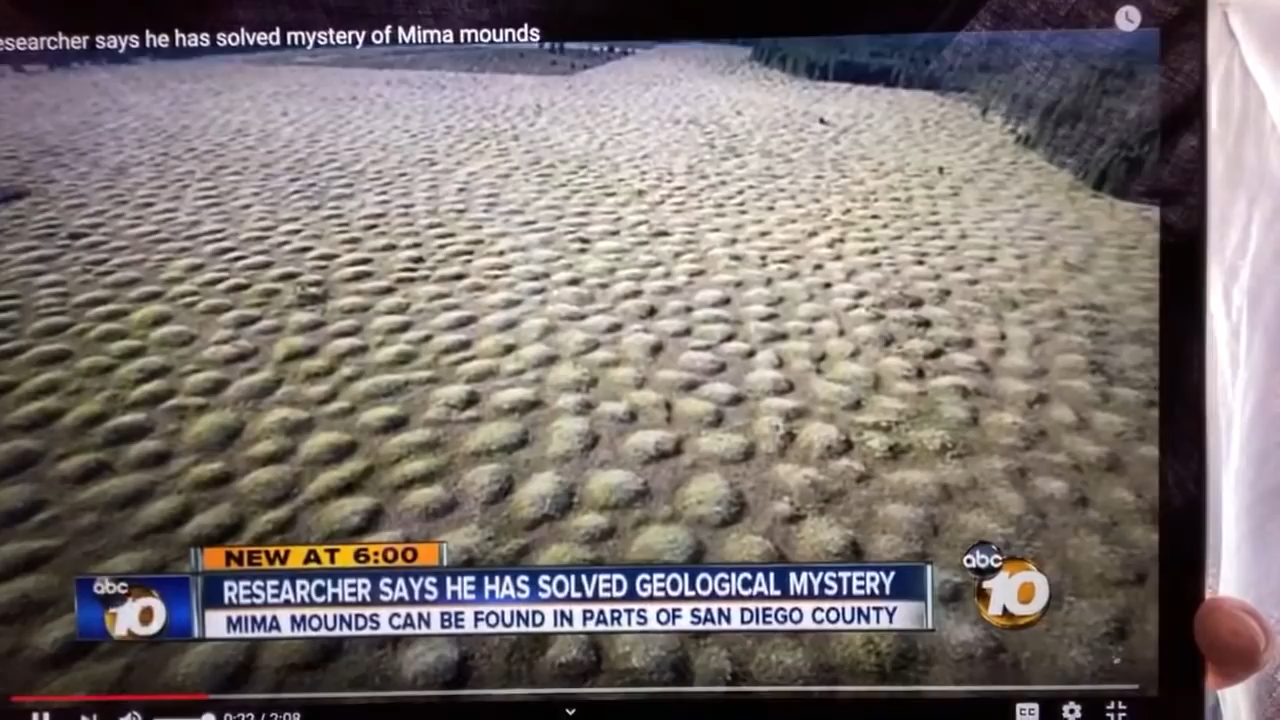 esearcher says he has solved mystery of Mima mounds
NEW AT 6:00
abc
10
RESEARCHER SAYS HE HAS SOLVED GEOLOGICAL MYSTERY
MIMA MOUNDS CAN BE FOUND IN PARTS OF SAN DIEGO COUNTY
abc
10
0:22 / 2:08
CC